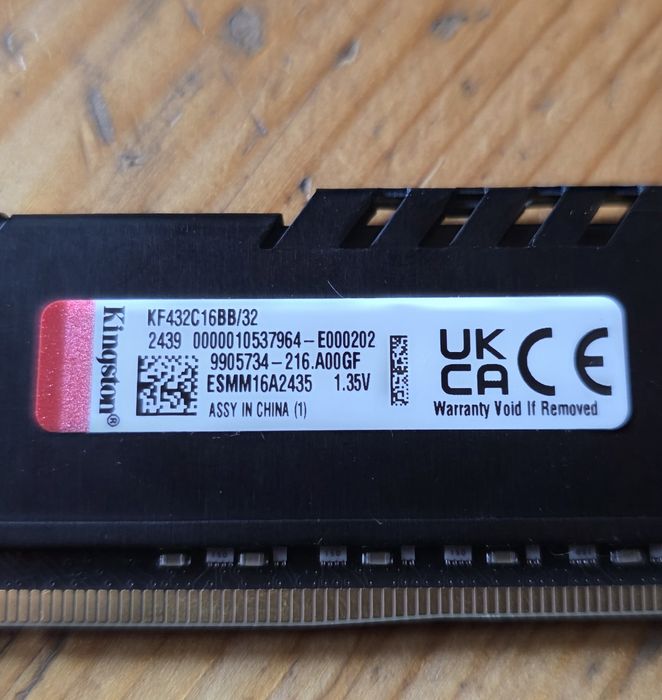 Kingston®
KF432C16BB/32
2439 0000010537964-E000202
9905734-216.A00GF
ESMM16A2435 1.35V
ASSY IN CHINA (1)
UK
CA CE
Warranty Void If Removed